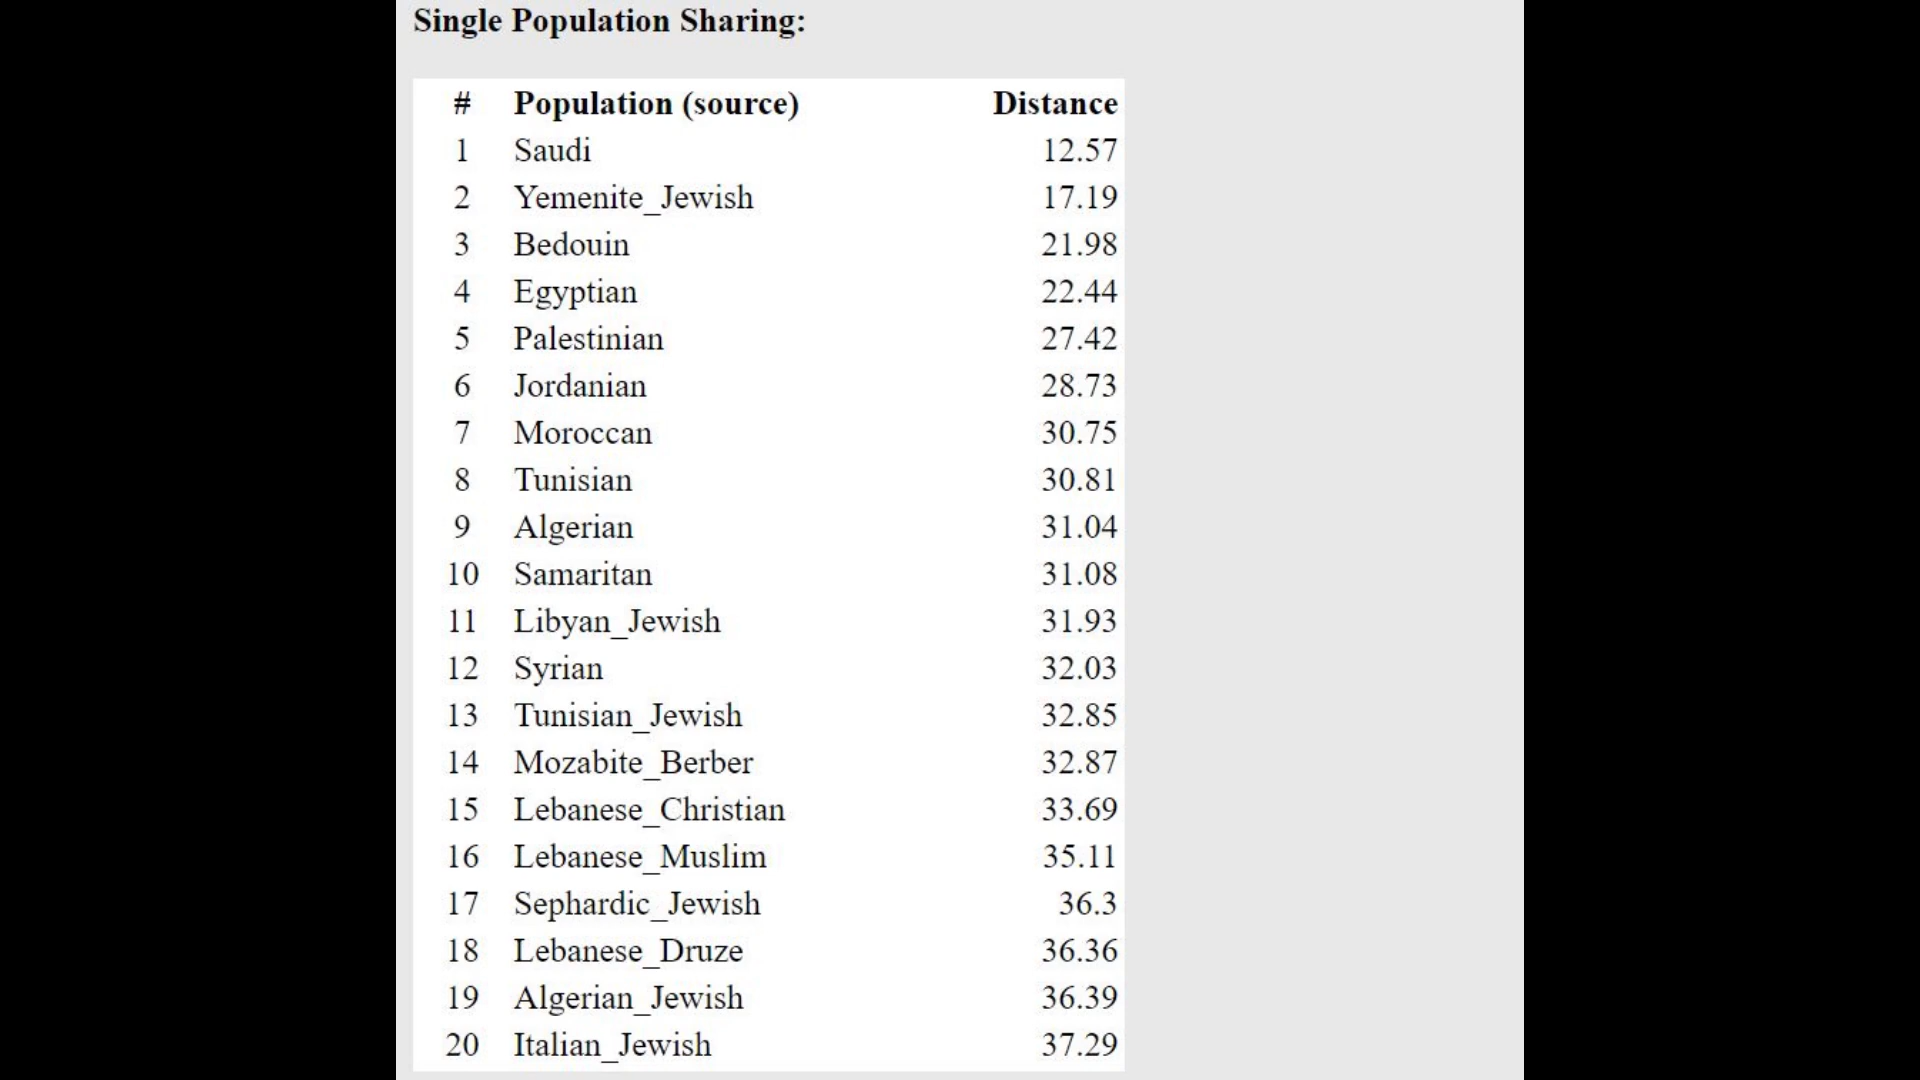 Single Population Sharing:
# Population (source) Distance
1 Saudi 12.57
2 Yemenite_Jewish 17.19
3 Bedouin 21.98
4 Egyptian 22.44
5 Palestinian 27.42
6 Jordanian 28.73
7 Moroccan 30.75
8 Tunisian 30.81
9 Algerian 31.04
10 Samaritan 31.08
11 Libyan_Jewish 31.93
12 Syrian 32.03
13 Tunisian_Jewish 32.85
14 Mozabite_Berber 32.87
15 Lebanese_Christian 33.69
16 Lebanese_Muslim 35.11
17 Sephardic_Jewish 36.3
18 Lebanese_Druze 36.36
19 Algerian_Jewish 36.39
20 Italian_Jewish 37.29